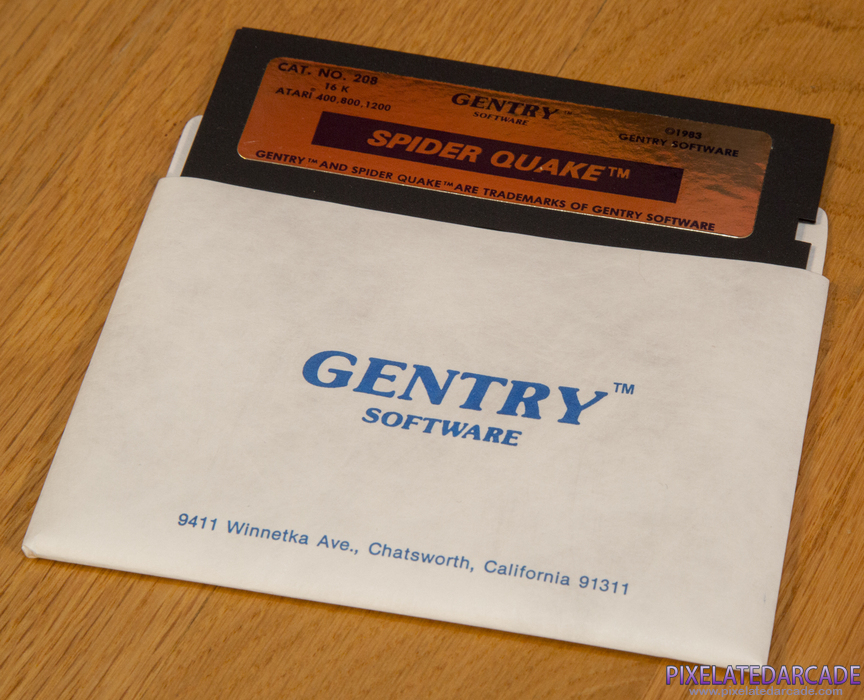 CAT. NO. 208
16 K
ATARI 400,800,1200
GENTRY™
SOFTWARE
©1983
GENTRY SOFTWARE
SPIDER QUAKE™
GENTRY™ AND SPIDER QUAKE™ ARE TRADEMARKS OF GENTRY SOFTWARE
GENTRY™
SOFTWARE
9411 Winnetka Ave., Chatsworth, California 91311
PIXELATEDARCADE
www.pixelatedarcade.com